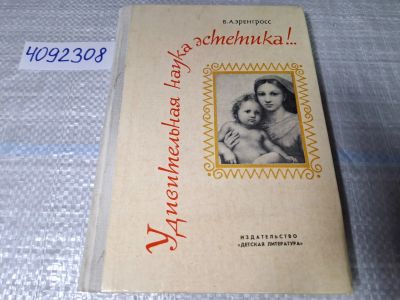 4092308
В. А. ЭРЕНГРОСС
Удивительная наука эстетика!..
ИЗДАТЕЛЬСТВО
«ДЕТСКАЯ ЛИТЕРАТУРА»